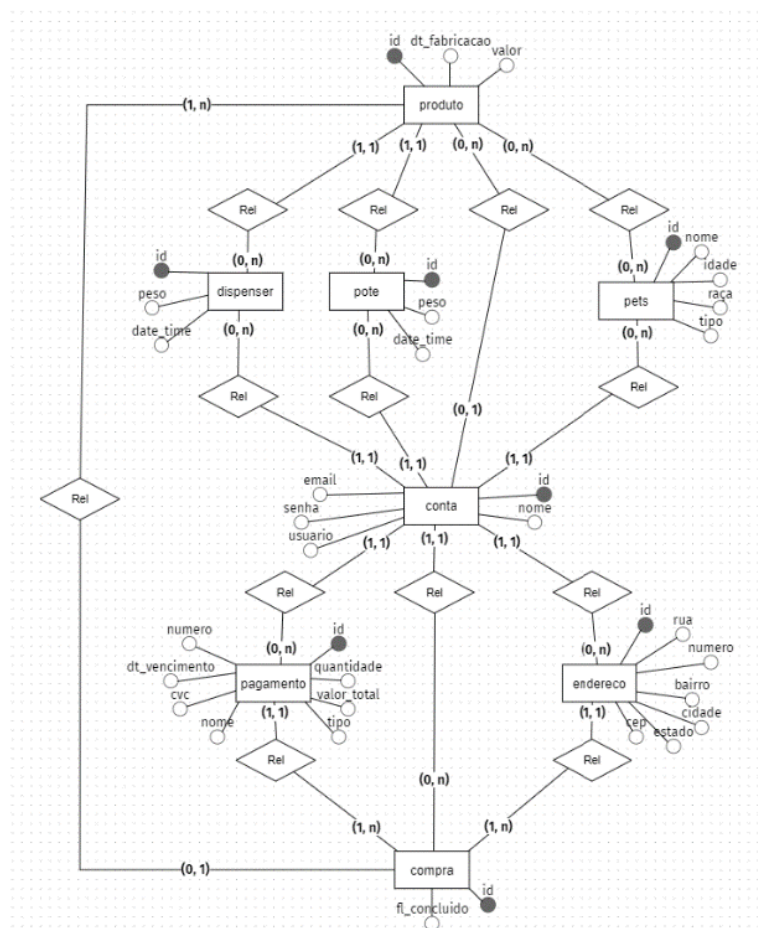 id
dt_fabricacao
valor
produto
(1, n)
(1, 1)
(1, 1)
(0, n)
(0, n)
Rel
Rel
Rel
Rel
(0, n)
(0, n)
(0, n)
id
peso
date_time
dispenser
pote
id
peso
date_time
pets
id
nome
idade
raça
tipo
(0, n)
(0, n)
(0, n)
Rel
Rel
Rel
(0, 1)
(1, 1)
(1, 1)
(1, 1)
Rel
email
senha
usuario
conta
id
nome
(1, 1)
(1, 1)
(1, 1)
Rel
Rel
Rel
(0, n)
(0, n)
numero
dt_vencimento
cvc
nome
pagamento
id
quantidade
valor_total
tipo
endereco
id
rua
numero
bairro
cidade
estado
cep
(1, 1)
(1, 1)
Rel
Rel
(0, n)
(1, n)
(1, n)
(0, 1)
compra
id
fl_concluido